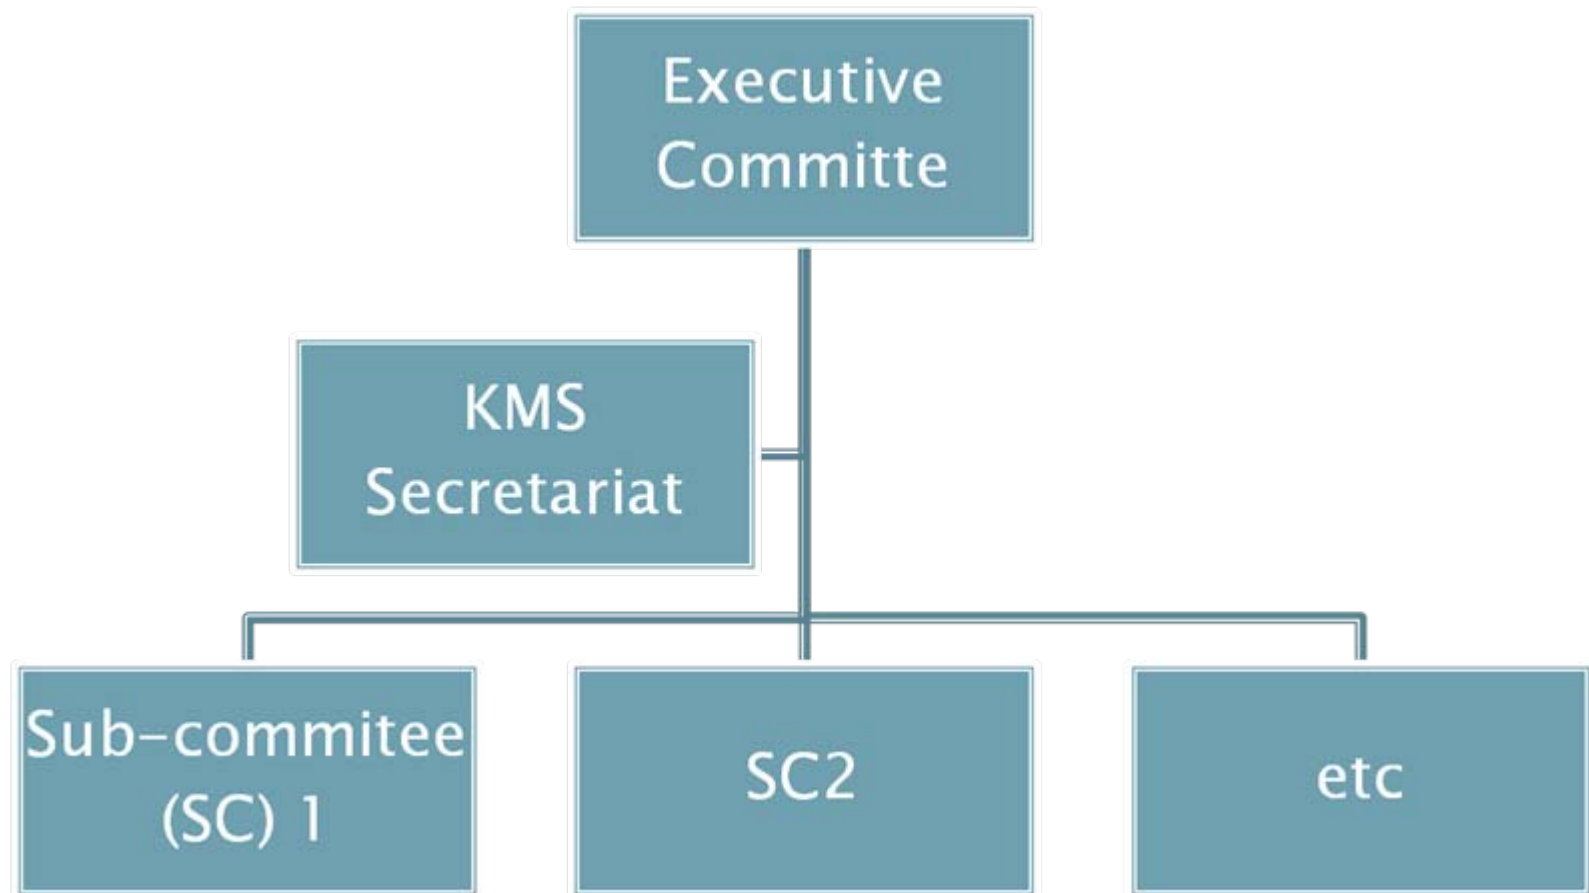 Executive
Committe
KMS
Secretariat
Sub-commitee
(SC) 1
SC2
etc